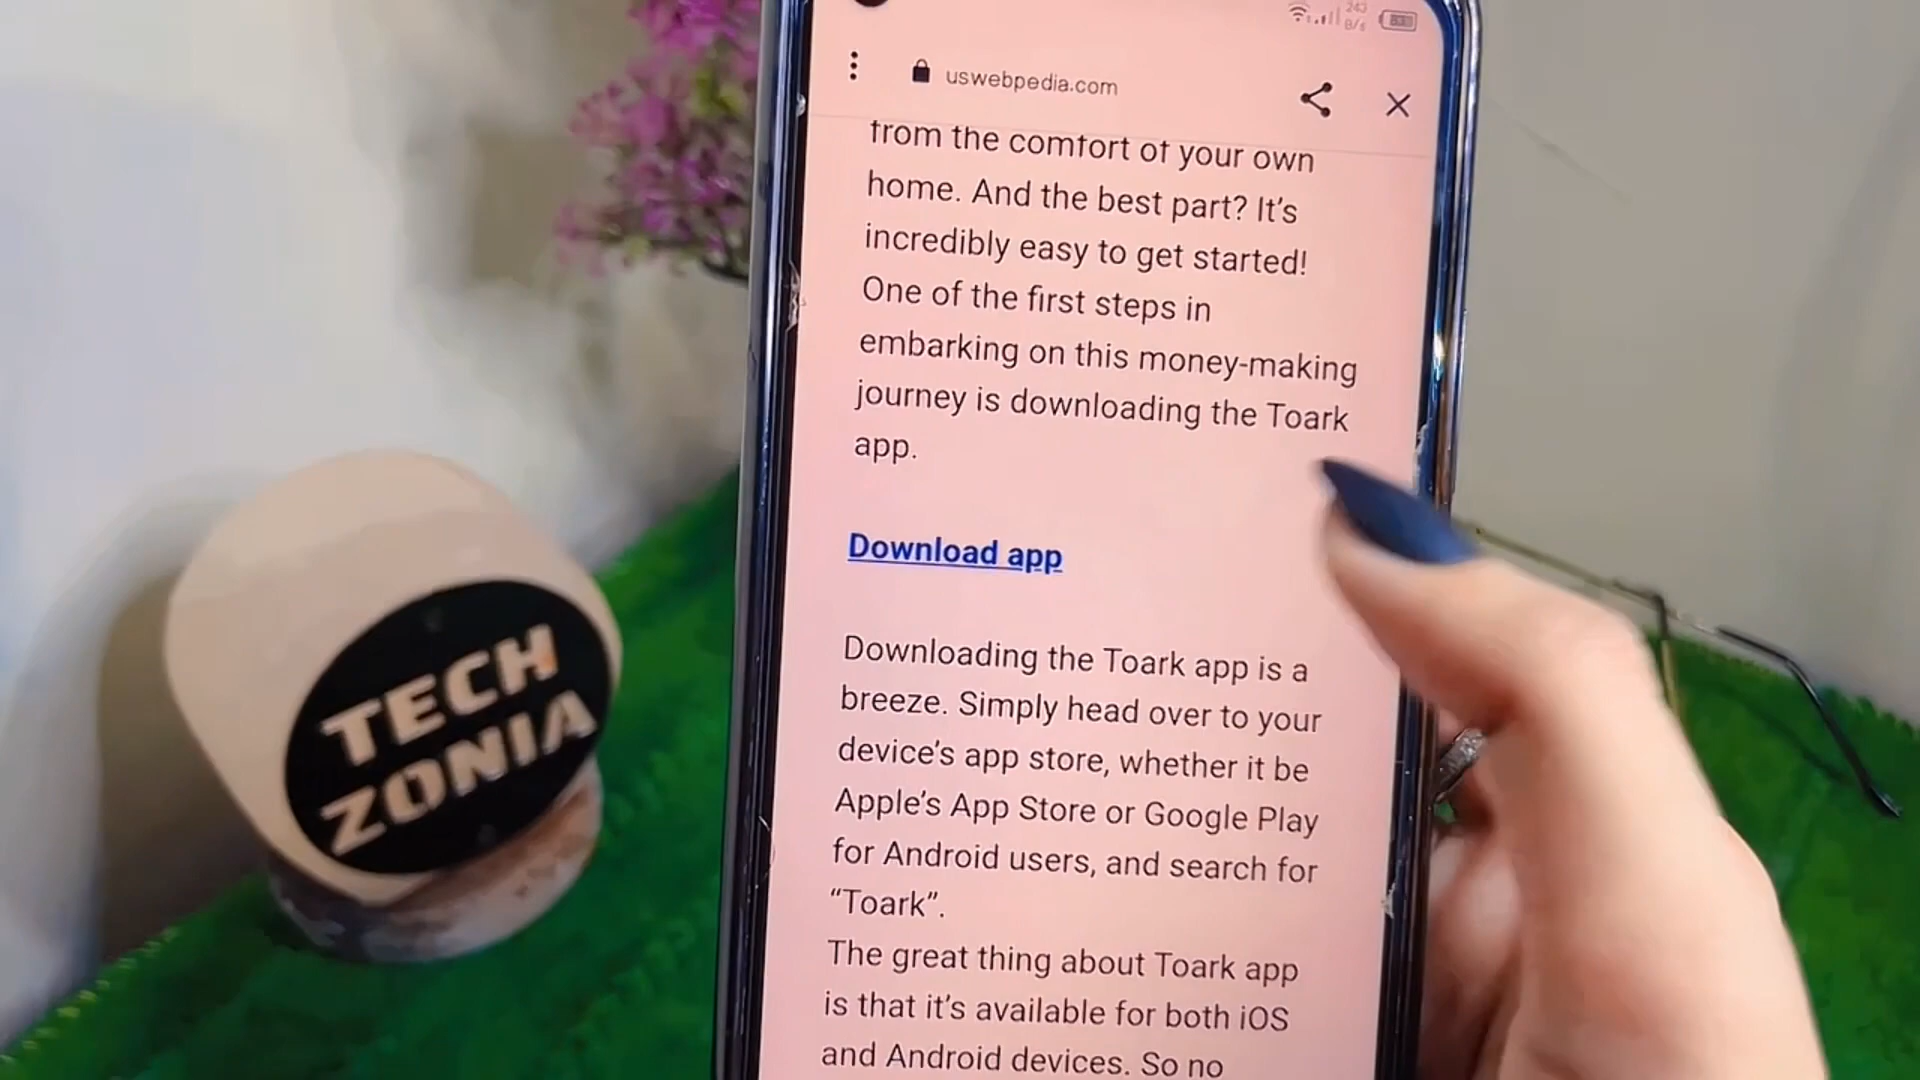 243
B/s
83
uswebpedia.com
from the comfort of your own
home. And the best part? It’s
incredibly easy to get started!
One of the first steps in
embarking on this money-making
journey is downloading the Toark
app.
Download app
Downloading the Toark app is a
breeze. Simply head over to your
device’s app store, whether it be
Apple’s App Store or Google Play
for Android users, and search for
“Toark”.
The great thing about Toark app
is that it’s available for both iOS
and Android devices. So no
TECH
ZONIA